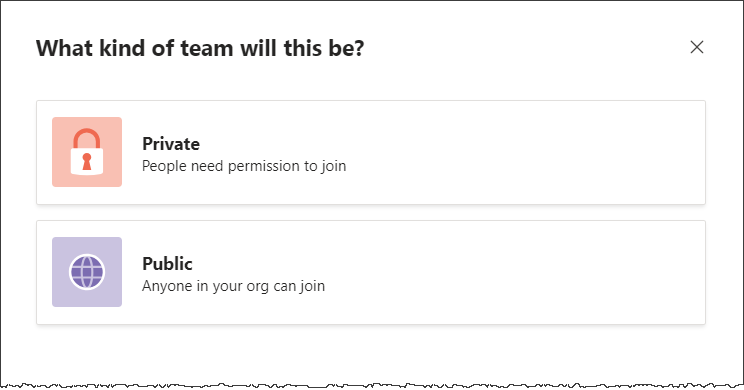 What kind of team will this be?
Private
People need permission to join
Public
Anyone in your org can join